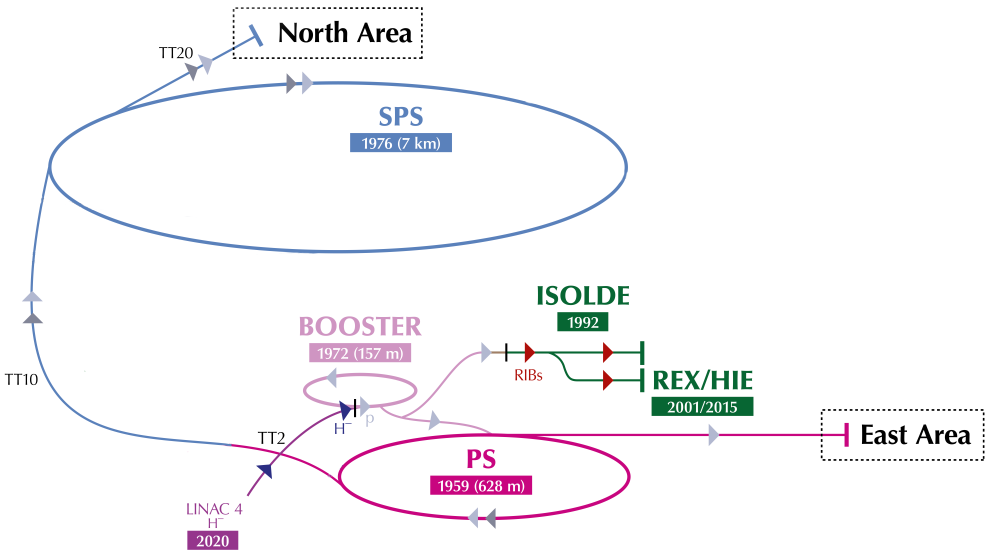 North Area
TT20
SPS
1976 (7 km)
ISOLDE
1992
BOOSTER
1972 (157 m)
RIBs
TT10
REX/HIE
2001/2015
H⁻
p
TT2
East Area
PS
1959 (628 m)
LINAC 4
H⁻
2020